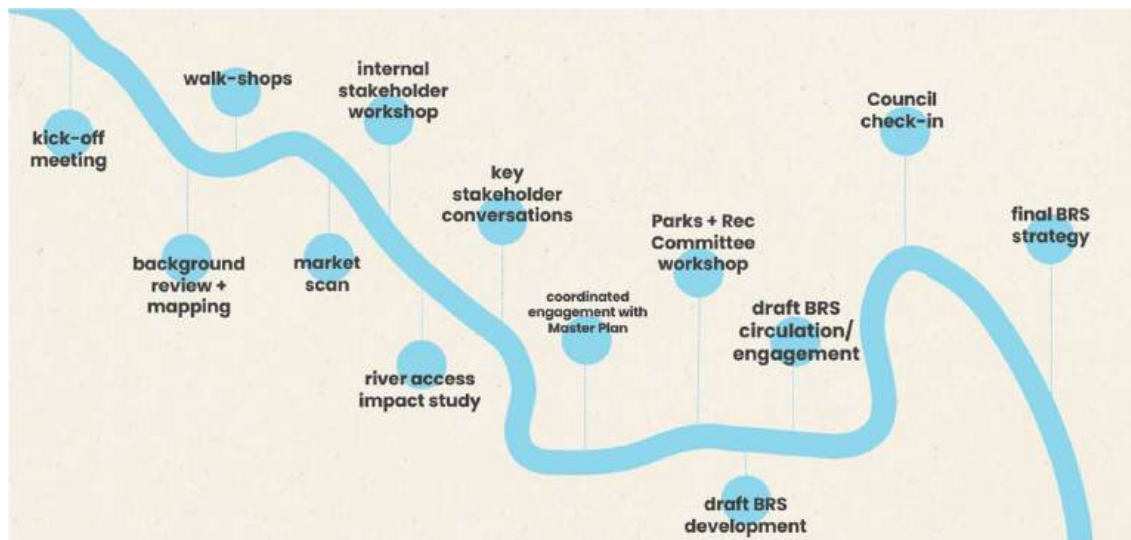 kick-off
meeting
background
review +
mapping
walk-shops
market
scan
internal
stakeholder
workshop
river access
impact study
key
stakeholder
conversations
coordinated
engagement with
Master Plan
Parks + Rec
Committee
workshop
draft BRS
development
draft BRS
circulation/
engagement
Council
check-in
final BRS
strategy